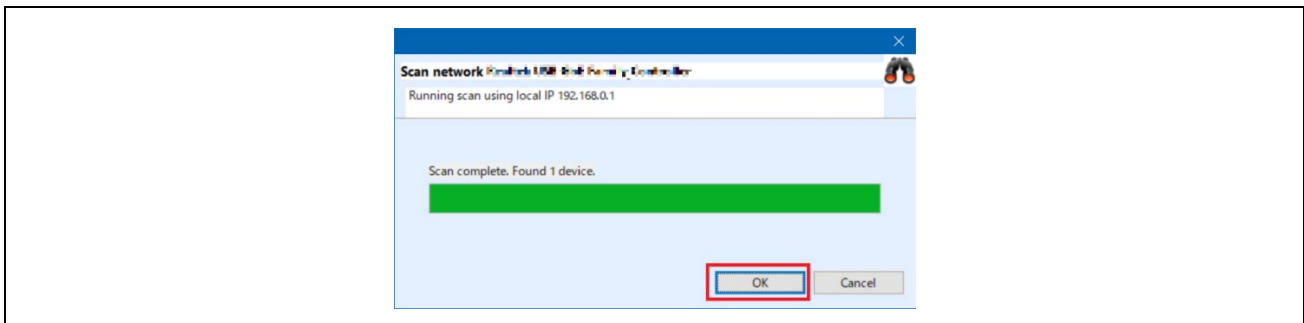 Scan network
Running scan using local IP 192.168.0.1
Scan complete. Found 1 device.
OK
Cancel